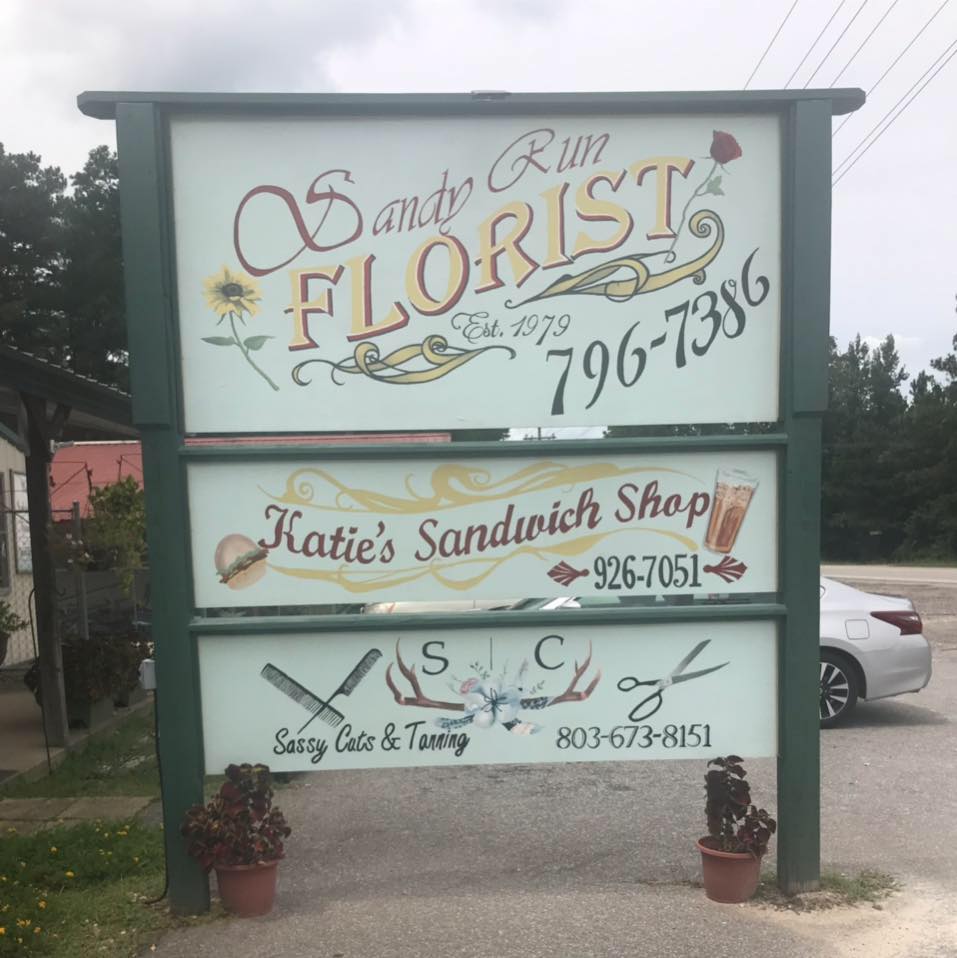 Sandy Run
FLORIST
Est. 1979
796-7386
Katie's Sandwich Shop
926-7051
S C
Sassy Cuts & Tanning
803-673-8151